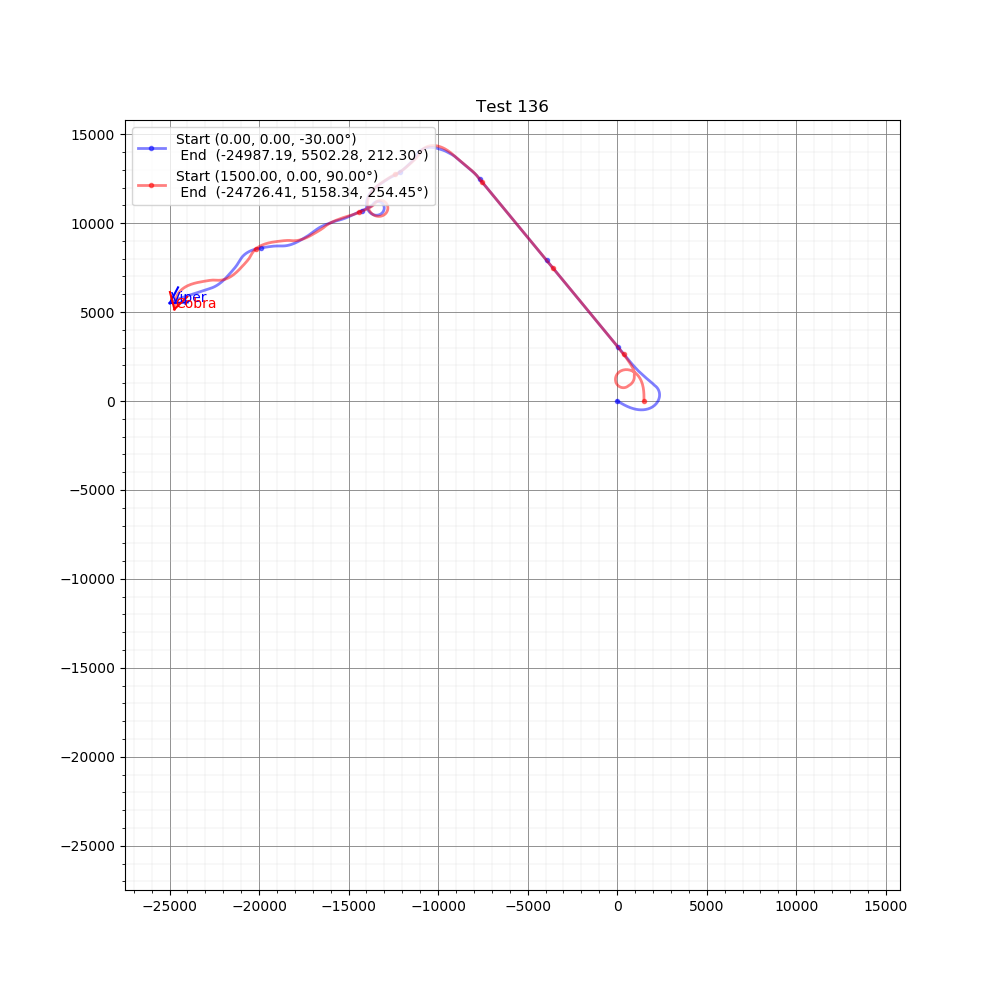 Test 136
Start (0.00, 0.00, -30.00°)
End (-24987.19, 5502.28, 212.30°)
Start (1500.00, 0.00, 90.00°)
End (-24726.41, 5158.34, 254.45°)
15000
10000
5000
0
−5000
−10000
−15000
−20000
−25000
Viper
Cobra
−25000 −20000 −15000 −10000 −5000 0 5000 10000 15000